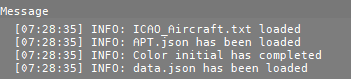 Message
[07:28:35] INFO: ICAO_Aircraft.txt loaded
[07:28:35] INFO: APT.json has been loaded
[07:28:35] INFO: Color initial has completed
[07:28:35] INFO: data.json has been loaded